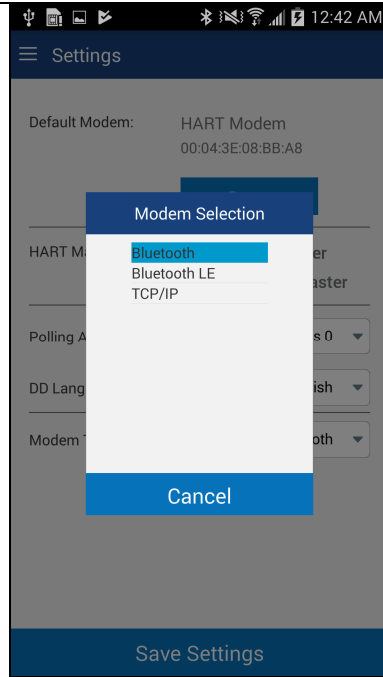 12:42 AM
Settings
Default Modem:
HART Modem
00:04:3E:08:BB:A8
Modem Selection
Bluetooth
Bluetooth LE
TCP/IP
HART Ma
er
aster
Polling A
s 0
DD Lang
ish
Modem
oth
Cancel
Save Settings